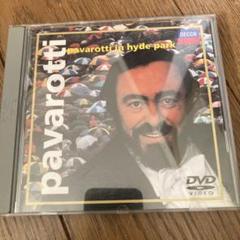 pavarotti
pavarotti in hyde park
DECCA
DVD
VIDEO